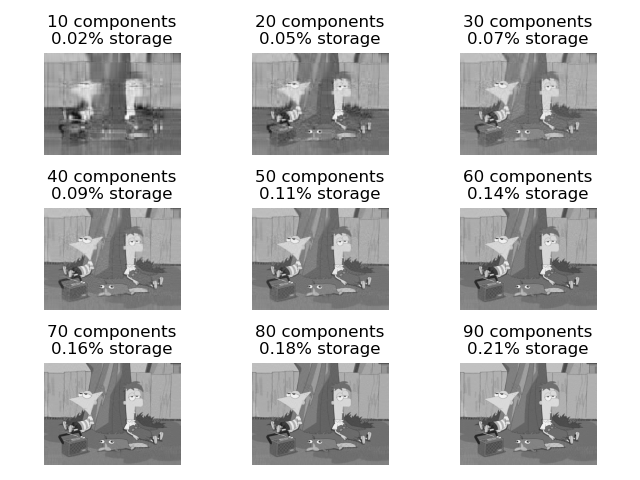 10 components
0.02% storage
20 components
0.05% storage
30 components
0.07% storage
40 components
0.09% storage
50 components
0.11% storage
60 components
0.14% storage
70 components
0.16% storage
80 components
0.18% storage
90 components
0.21% storage